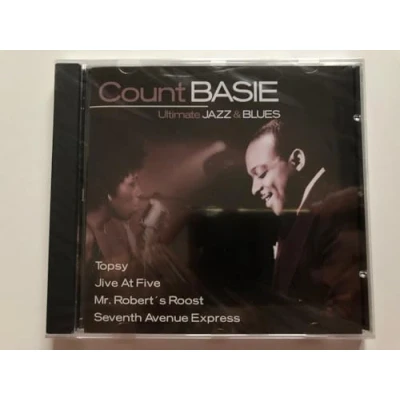 Count BASIE
Ultimate JAZZ & BLUES
Topsy
Jive At Five
Mr. Robert´s Roost
Seventh Avenue Express